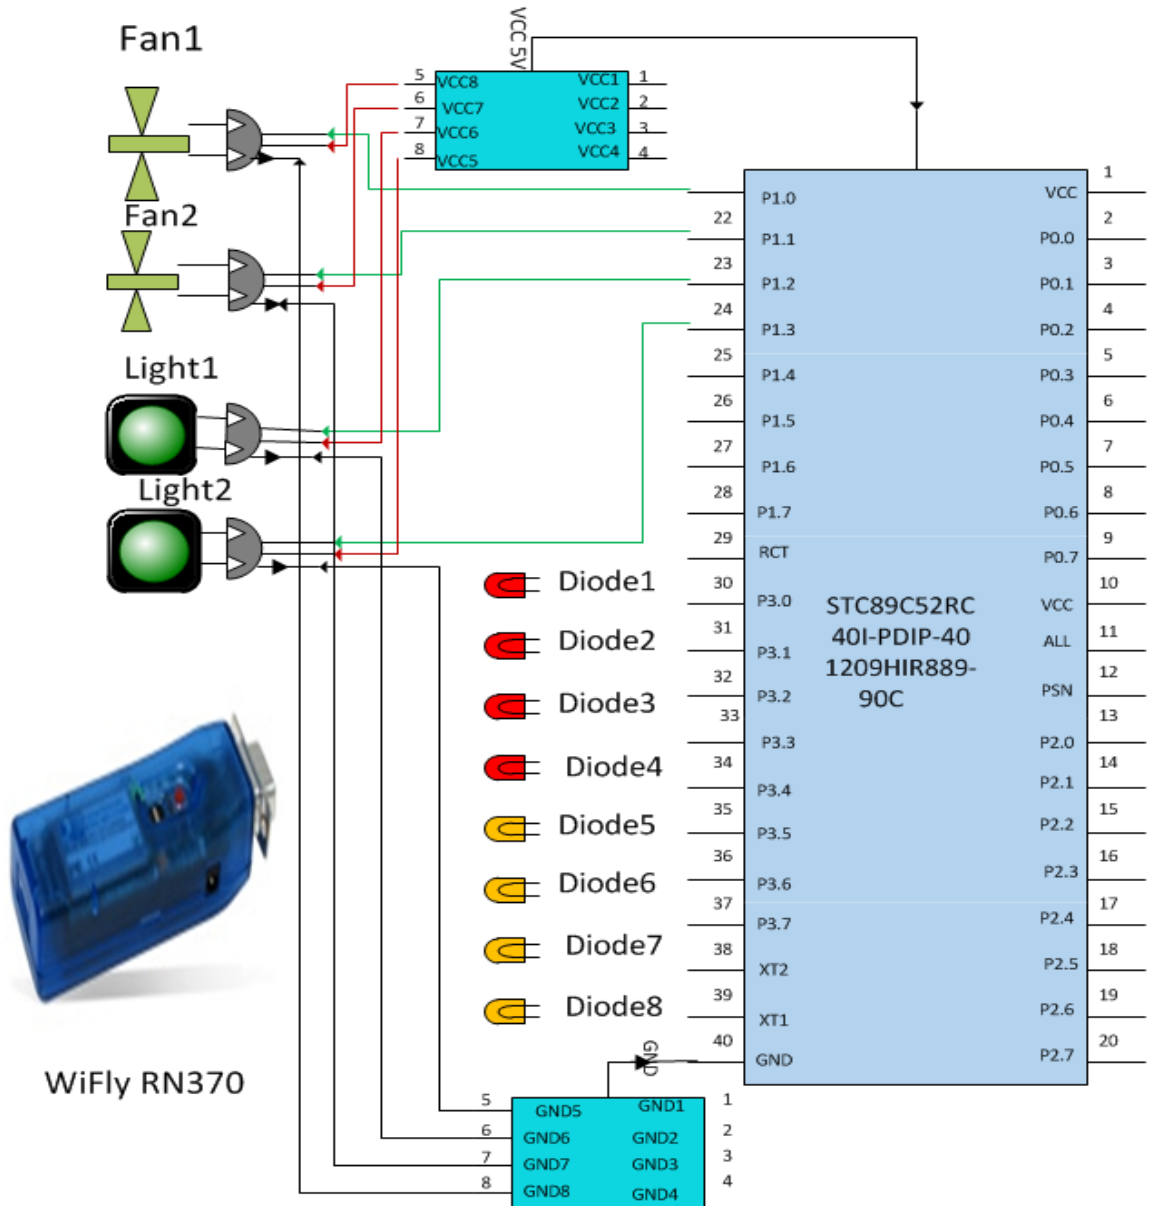 Fan1
VCC 5V
5
VCC8
VCC1
1
6
VCC7
VCC2
2
7
VCC6
VCC3
3
8
VCC5
VCC4
4
Fan2
Light1
Light2
P1.0
VCC
1
22
P1.1
P0.0
2
23
P1.2
P0.1
3
24
P1.3
P0.2
4
25
P1.4
P0.3
5
26
P1.5
P0.4
6
27
P1.6
P0.5
7
28
P1.7
P0.6
8
29
RCT
P0.7
9
30
P3.0
VCC
10
31
P3.1
ALL
11
32
P3.2
PSN
12
33
P3.3
P2.0
13
34
P3.4
P2.1
14
35
P3.5
P2.2
15
36
P3.6
P2.3
16
37
P3.7
P2.4
17
38
XT2
P2.5
18
39
XT1
P2.6
19
40
GND
P2.7
20
STC89C52RC
40I-PDIP-40
1209HIR889-
90C
Diode1
Diode2
Diode3
Diode4
Diode5
Diode6
Diode7
Diode8
WiFly RN370
GND
5
GND5
GND1
1
6
GND6
GND2
2
7
GND7
GND3
3
8
GND8
GND4
4